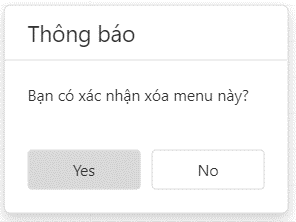 Thông báo
Bạn có xác nhận xóa menu này?
Yes No